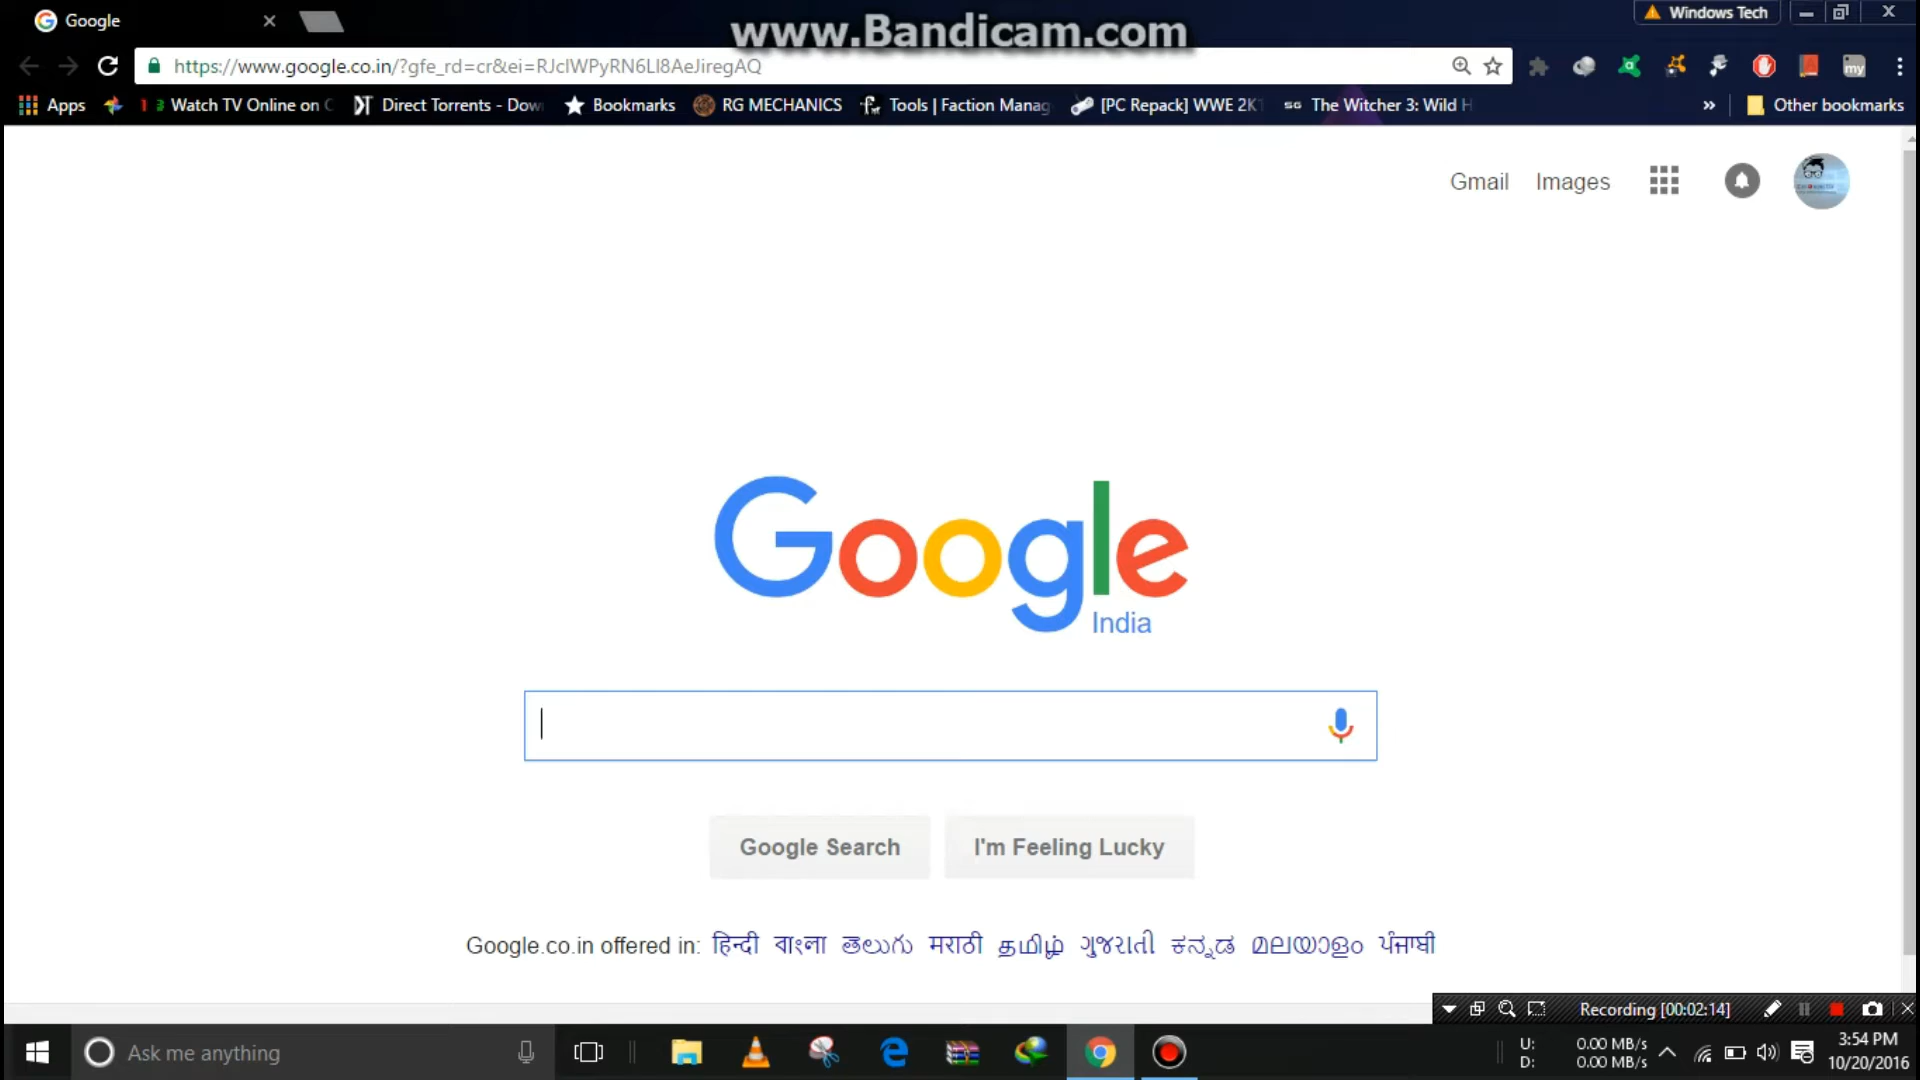 Google
www.Bandicam.com
Windows Tech
https://www.google.co.in/?gfe_rd=cr&ei=RJcIWPyRN6Ll8AeJiregAQ
Apps
Watch TV Online on
Direct Torrents - Dow
Bookmarks
RG MECHANICS
Tools | Faction Manag
[PC Repack] WWE 2K1
The Witcher 3: Wild H
»
Other bookmarks
my
Gmail Images
Google
India
Google Search
I'm Feeling Lucky
Google.co.in offered in: हिन्दी বাংলা తెలుగు मराठी தமிழ் ગુજરાતી ಕನ್ನಡ മലയാളം ਪੰਜਾਬੀ
Recording [00:02:14]
Ask me anything
U: 0.00 MB/s
D: 0.00 MB/s
3:54 PM
10/20/2016